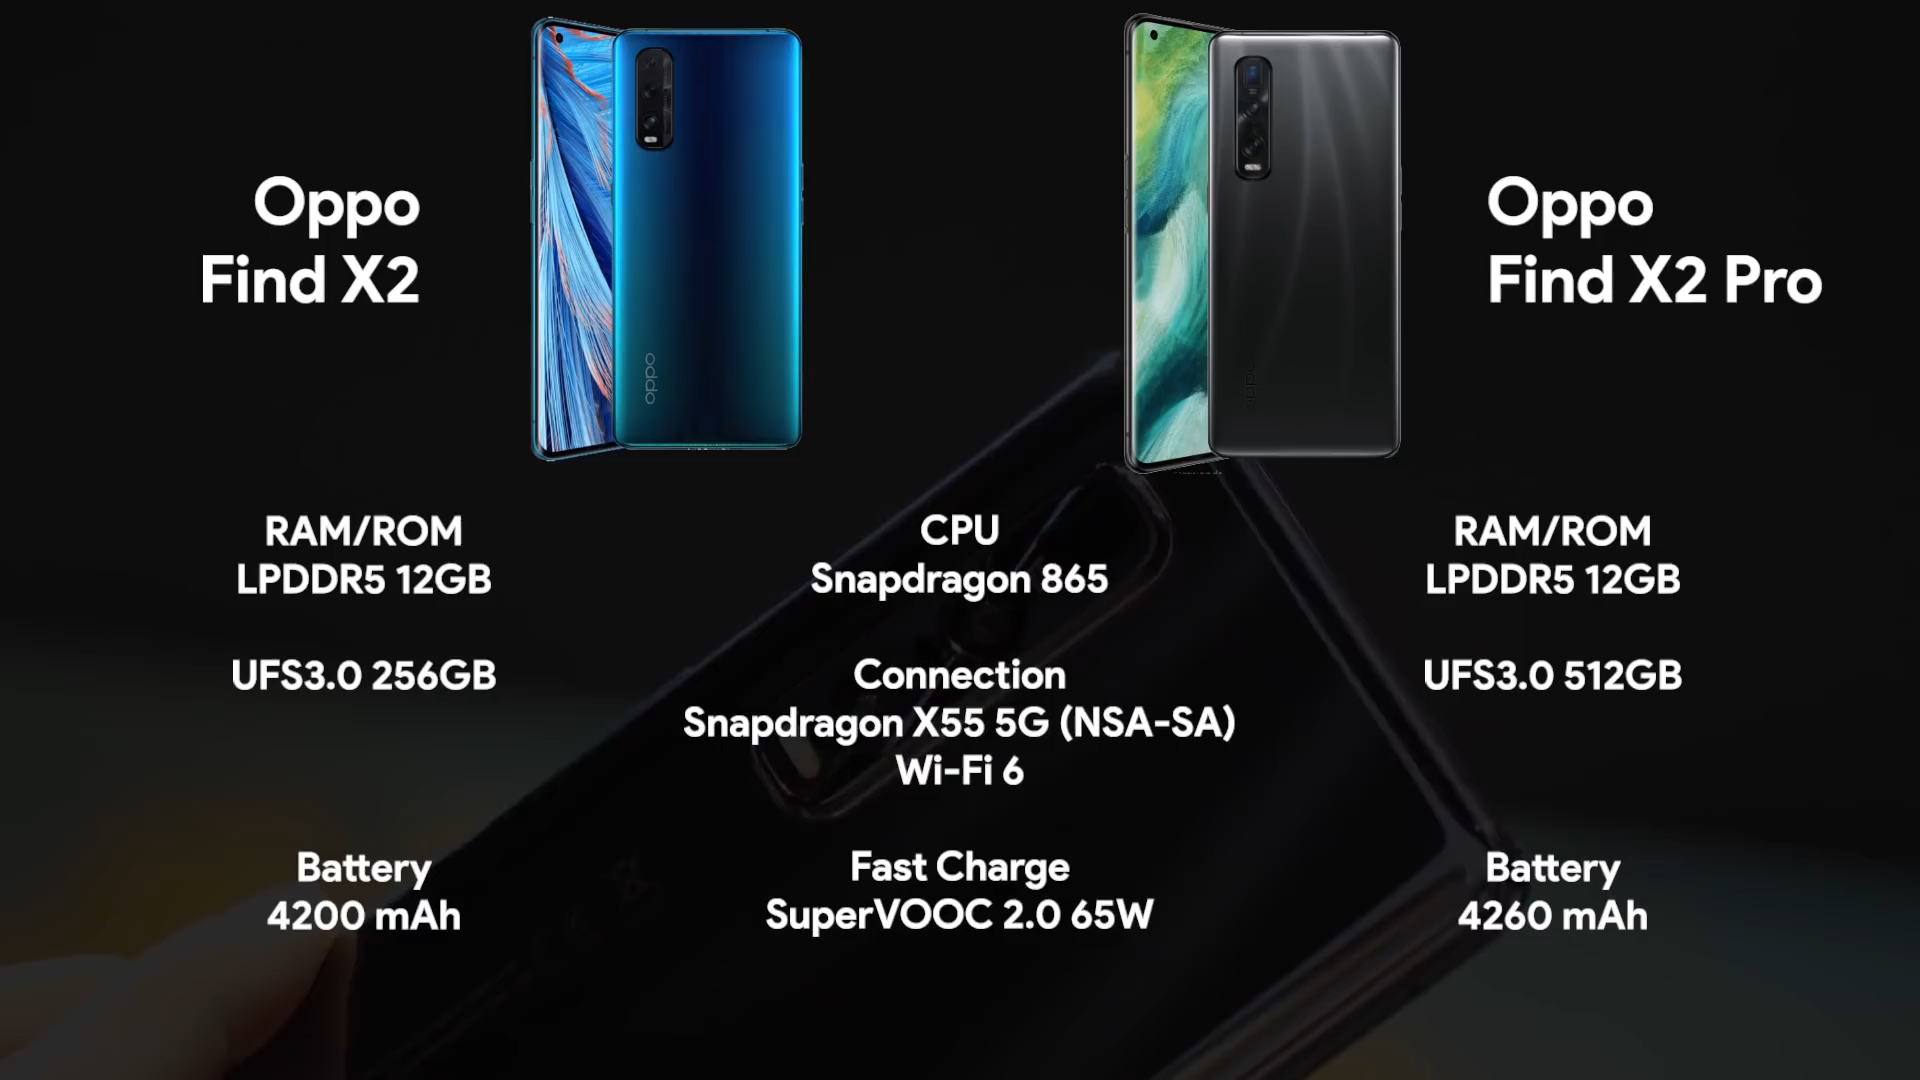 Oppo
Find X2
oppo
Oppo
Find X2 Pro
oppo
RAM/ROM
LPDDR5 12GB
UFS3.0 256GB
Battery
4200 mAh
CPU
Snapdragon 865
Connection
Snapdragon X55 5G (NSA-SA)
Wi-Fi 6
Fast Charge
SuperVOOC 2.0 65W
RAM/ROM
LPDDR5 12GB
UFS3.0 512GB
Battery
4260 mAh